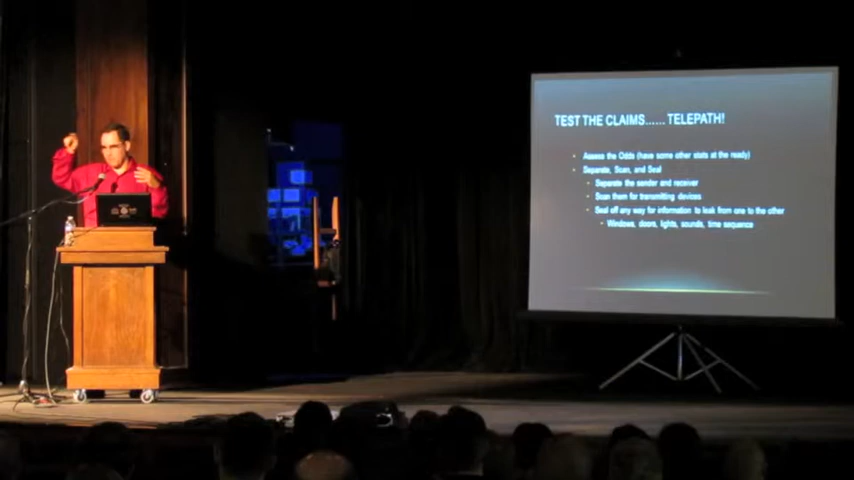 TEST THE CLAIMS...... TELEPATH!
• Assess the Odds (have some other stats at the ready)
• Separate, Scan, and Seal
• Separate the sender and receiver
• Scan them for transmitting devices
• Seal off any way for information to leak from one to the other
• Windows, doors, lights, sounds, time sequence